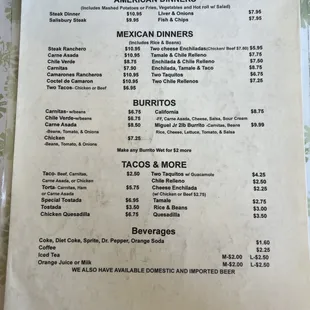 AMERICAN DINNERS
(Includes Mashed Potatoes or Fries, Vegetables and Hot roll or Salad)
Steak Dinner $10.95 Liver & Onions $7.95
Salisbury Steak $9.95 Fish & Chips $7.95
MEXICAN DINNERS
(Includes Rice & Beans)
Steak Ranchero $10.95 Two cheese Enchiladas(Chicken/ Beef $7.00) $5.95
Carne Asada $10.95 Tamale & Chile Relleno $7.75
Chile Verde $8.75 Enchilada & Chile Relleno $7.50
Carnitas $7.90 Enchilada, Tamale & Taco $8.75
Camarones Rancheros $10.95 Two Taquitos $6.75
Coctel de Camaron $10.95 Two Chile Rellenos $7.25
Two Tacos -Chicken or Beef $6.95
BURRITOS
Carnitas- w/beans $6.75 California $8.75
Chile Verde-w/beans $6.75 -FF, Carne Asada, Cheese, Salsa, Sour Cream
Carne Asada $8.50 Miguel Jr 2lb Burrito -Carnitas, Beans $9.99
-Beans, Tomato, & Onions Rice, Cheese, Lettuce, Tomato, & Salsa
Chicken $7.25
-Beans, Tomato, & Onions
Make any Burrito Wet for $2 more
TACOS & MORE
Taco- Beef, Carnitas, $2.50 Two Taquitos w/ Guacamole $4.25
Carne Asada, or Chicken Chile Relleno $2.50
Torta- Carnitas, Ham $5.75 Cheese Enchilada $2.25
or Carne Asada (w/ Chicken or Beef $2.75)
Special Tostada $6.95 Tamale $2.75
Tostada $3.50 Rice & Beans $3.00
Chicken Quesadilla $6.75 Quesadilla $3.50
Beverages
Coke, Diet Coke, Sprite, Dr. Pepper, Orange Soda $1.60
Coffee $2.25
Iced Tea M-$2.00 L-$2.50
Orange Juice or Milk M-$2.00 L-$2.50
WE ALSO HAVE AVAILABLE DOMESTIC AND IMPORTED BEER